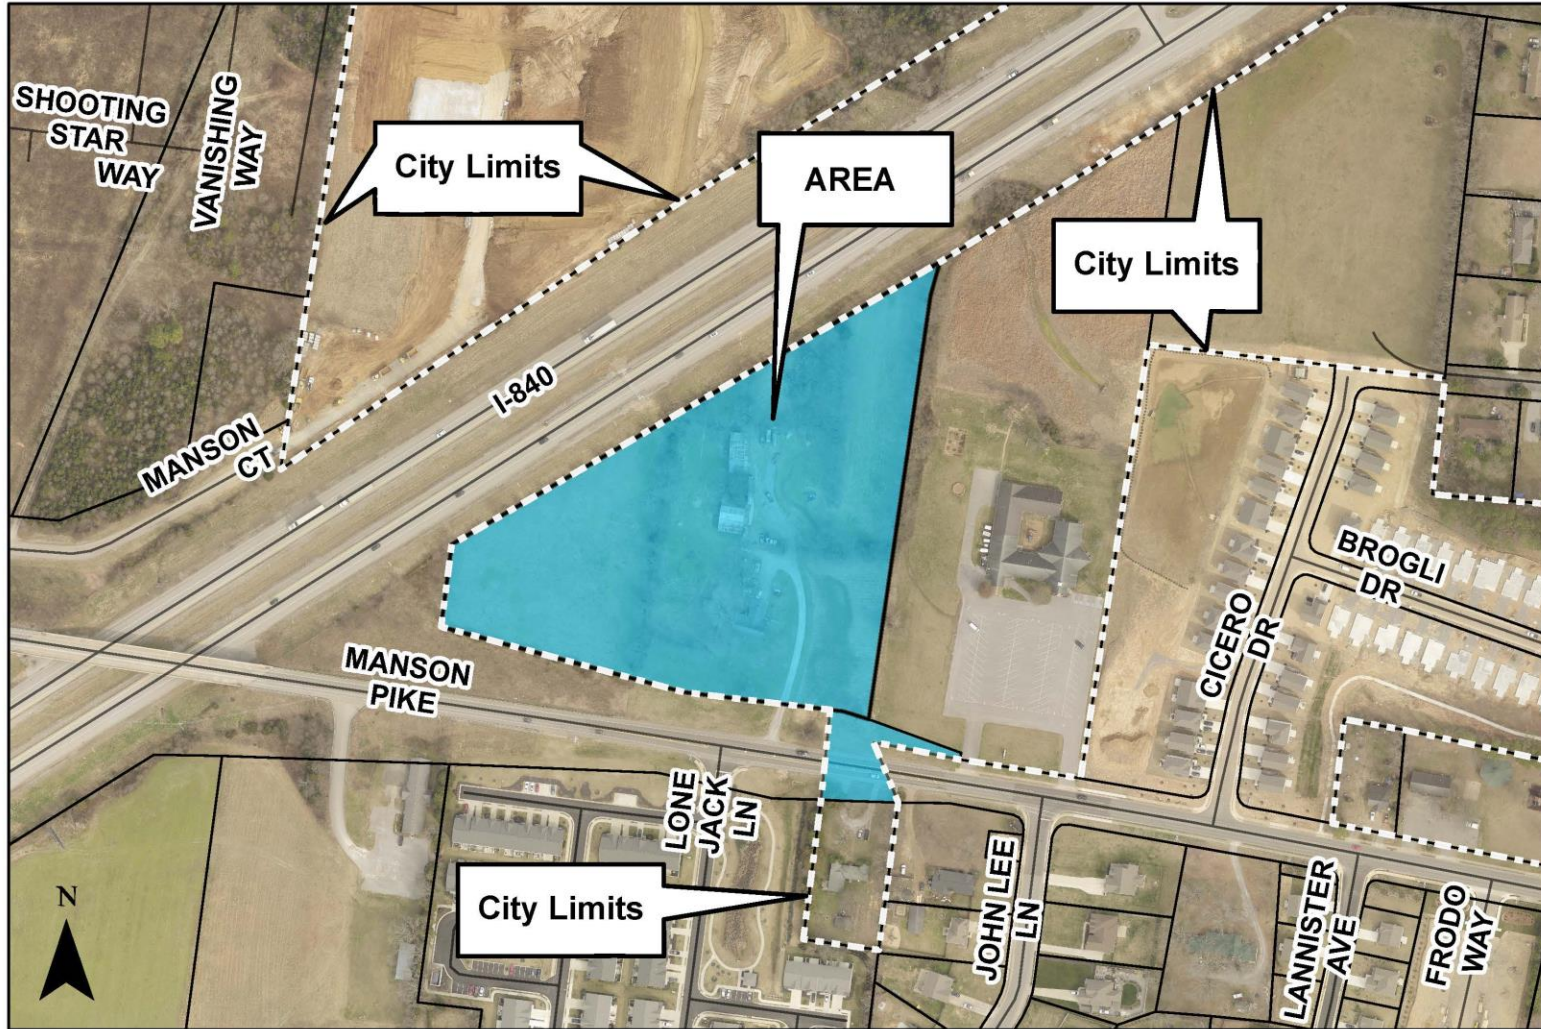 SHOOTING
STAR
WAY
VANISHING
WAY
City Limits
AREA
City Limits
I-840
MANSON
CT
MANSON
PIKE
BROGLI
DR
CICERO
DR
LONE
JACK
LN
City Limits
JOHN LEE
LN
LANNISTER
AVE
FRODO
WAY
N